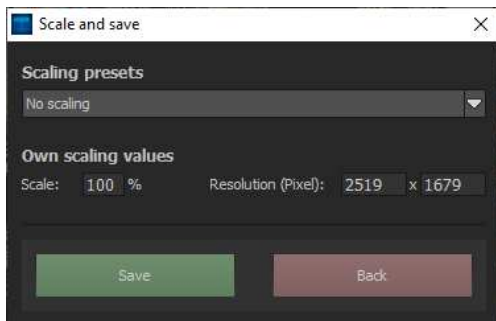 Scale and save
Scaling presets
No scaling
Own scaling values
Scale: 100 % Resolution (Pixel): 2519 x 1679
Save Back